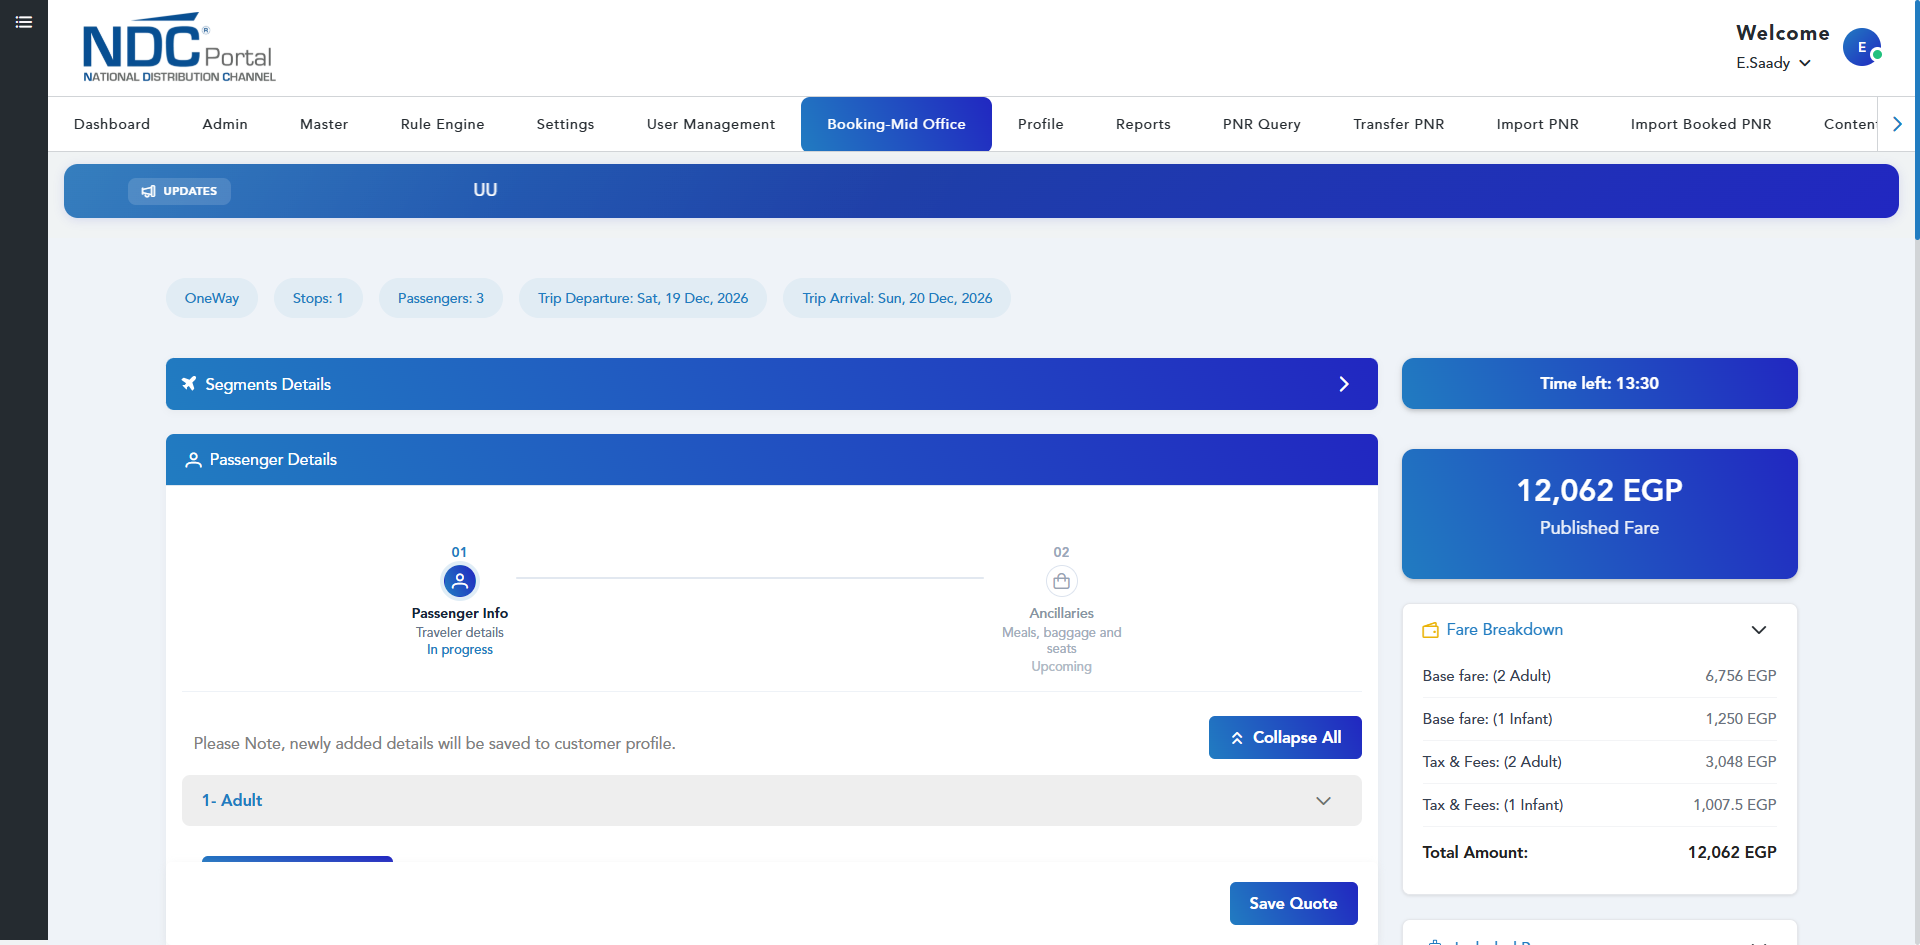 NDC® Portal
NATIONAL DISTRIBUTION CHANNEL
Welcome
E.Saady
E
Dashboard Admin Master Rule Engine Settings User Management Booking-Mid Office Profile Reports PNR Query Transfer PNR Import PNR Import Booked PNR
UPDATES
UU
OneWay
Stops: 1
Passengers: 3
Trip Departure: Sat, 19 Dec, 2026
Trip Arrival: Sun, 20 Dec, 2026
Segments Details
Passenger Details
01
Passenger Info
Traveler details
In progress
02
Ancillaries
Meals, baggage and
seats
Upcoming
Please Note, newly added details will be saved to customer profile.
Collapse All
1- Adult
Save Quote
Time left: 13:30
12,062 EGP
Published Fare
Fare Breakdown
Base fare: (2 Adult) 6,756 EGP
Base fare: (1 Infant) 1,250 EGP
Tax & Fees: (2 Adult) 3,048 EGP
Tax & Fees: (1 Infant) 1,007.5 EGP
Total Amount: 12,062 EGP